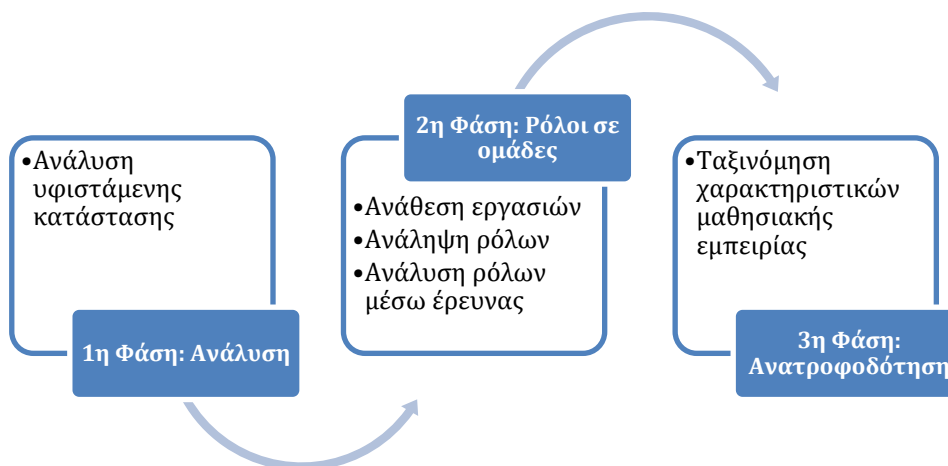 •Ανάλυση
υφιστάμενης
κατάστασης
1η Φάση: Ανάλυση
2η Φάση: Ρόλοι σε
ομάδες
•Ανάθεση εργασιών
•Ανάληψη ρόλων
•Ανάλυση ρόλων
μέσω έρευνας
•Ταξινόμηση
χαρακτηριστικών
μαθησιακής
εμπειρίας
3η Φάση:
Ανατροφοδότηση